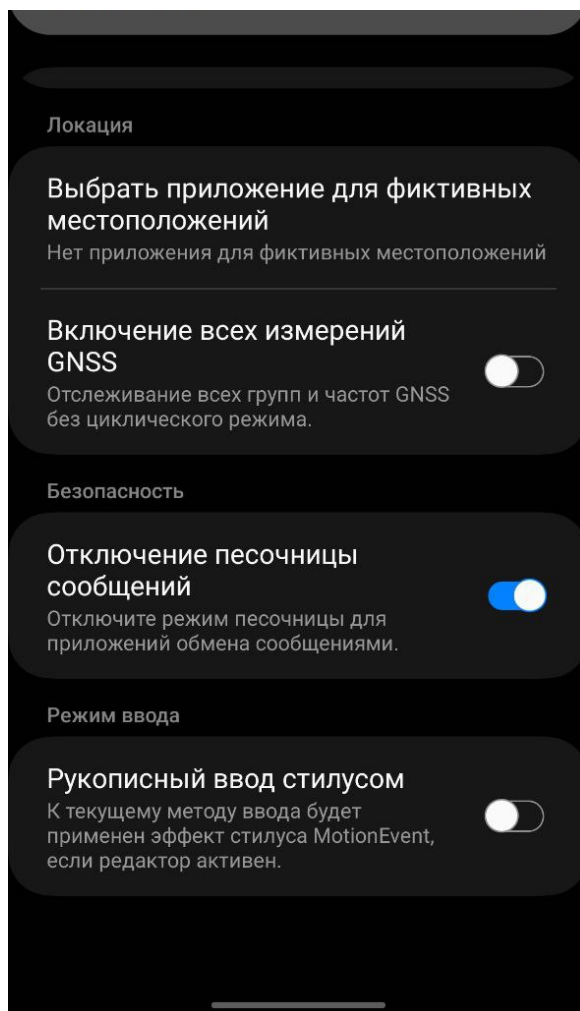 Локация
Выбрать приложение для фиктивных
местоположений
Нет приложения для фиктивных местоположений
Включение всех измерений
GNSS
Отслеживание всех групп и частот GNSS
без циклического режима.
Безопасность
Отключение песочницы
сообщений
Отключите режим песочницы для
приложений обмена сообщениями.
Режим ввода
Рукописный ввод стилусом
К текущему методу ввода будет
применен эффект стилуса MotionEvent,
если редактор активен.